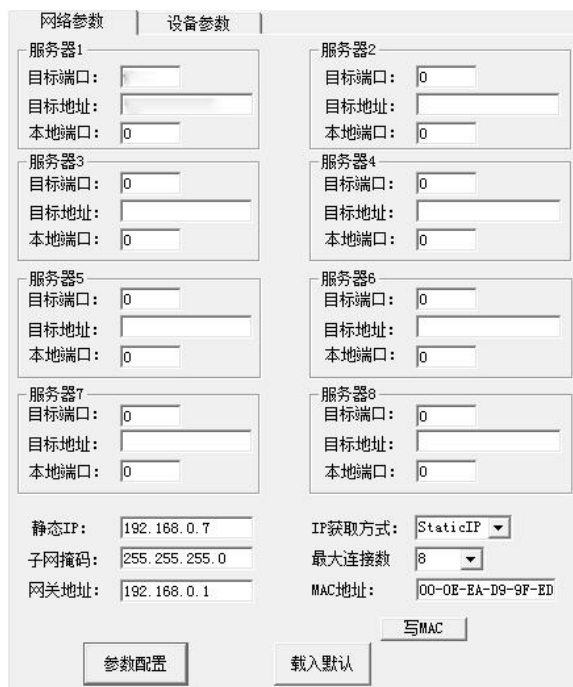 网络参数 设备参数
服务器1
目标端口：
目标地址：
本地端口： 0
服务器2
目标端口： 0
目标地址：
本地端口： 0
服务器3
目标端口： 0
目标地址：
本地端口： 0
服务器4
目标端口： 0
目标地址：
本地端口： 0
服务器5
目标端口： 0
目标地址：
本地端口： 0
服务器6
目标端口： 0
目标地址：
本地端口： 0
服务器7
目标端口： 0
目标地址：
本地端口： 0
服务器8
目标端口： 0
目标地址：
本地端口： 0
静态IP： 192.168.0.7
子网掩码： 255.255.255.0
网关地址： 192.168.0.1
IP获取方式： StaticIP
最大连接数 8
MAC地址： 00-0E-EA-D9-9F-ED
写MAC
参数配置 载入默认